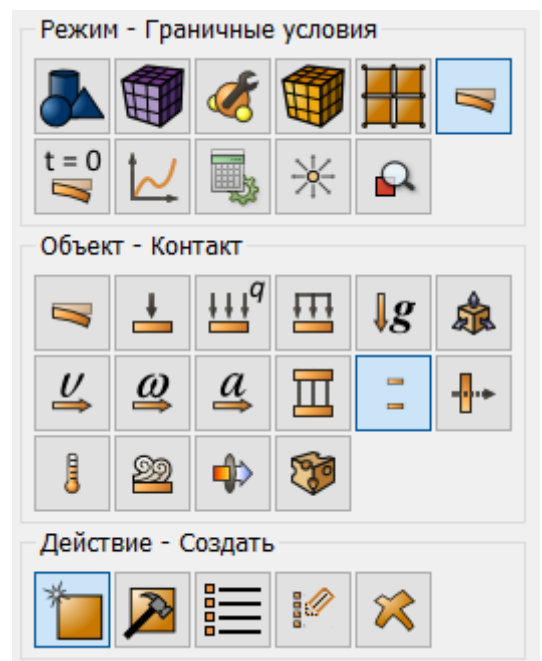 Режим - Граничные условия
t = 0
Объект - Контакт
q
g
υ
ω
a
Действие - Создать